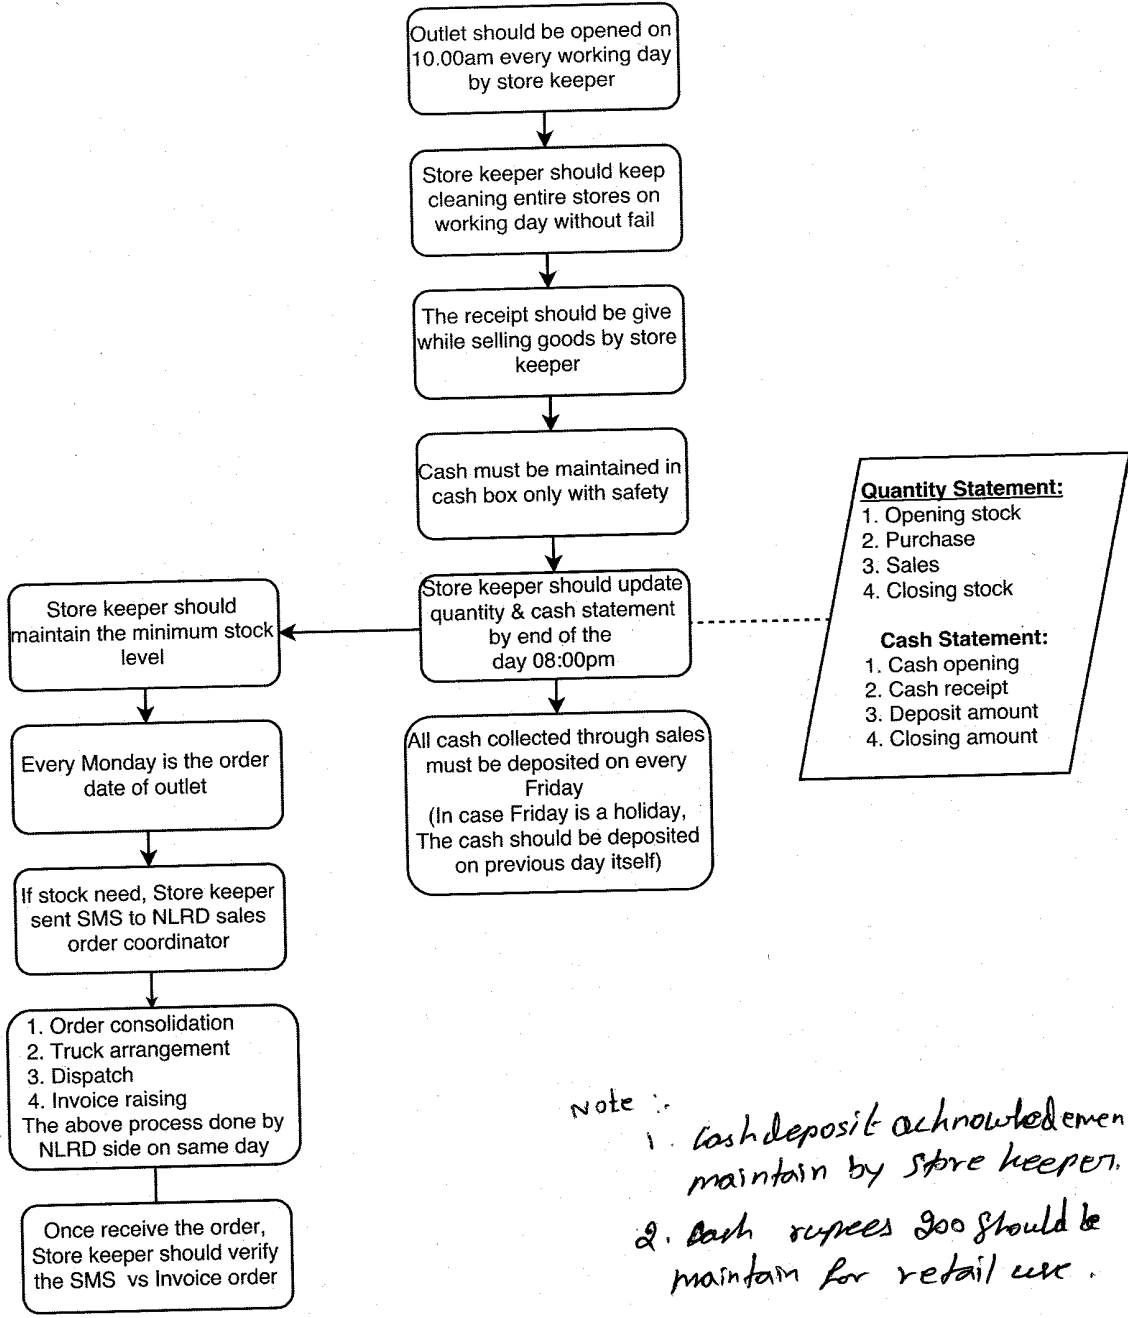 Outlet should be opened on
10.00am every working day
by store keeper
Store keeper should keep
cleaning entire stores on
working day without fail
The receipt should be give
while selling goods by store
keeper
Cash must be maintained in
cash box only with safety
Store keeper should update
quantity & cash statement
by end of the
day 08:00pm
Quantity Statement:
1. Opening stock
2. Purchase
3. Sales
4. Closing stock
Cash Statement:
1. Cash opening
2. Cash receipt
3. Deposit amount
4. Closing amount
All cash collected through sales
must be deposited on every
Friday
(In case Friday is a holiday,
The cash should be deposited
on previous day itself)
Store keeper should
maintain the minimum stock
level
Every Monday is the order
date of outlet
If stock need, Store keeper
sent SMS to NLRD sales
order coordinator
1. Order consolidation
2. Truck arrangement
3. Dispatch
4. Invoice raising
The above process done by
NLRD side on same day
Once receive the order,
Store keeper should verify
the SMS vs Invoice order
Note :-
1. Cash deposit acknowledemen
maintain by store keeper.
2. Cash rupees 200 should be
maintain for retail use.